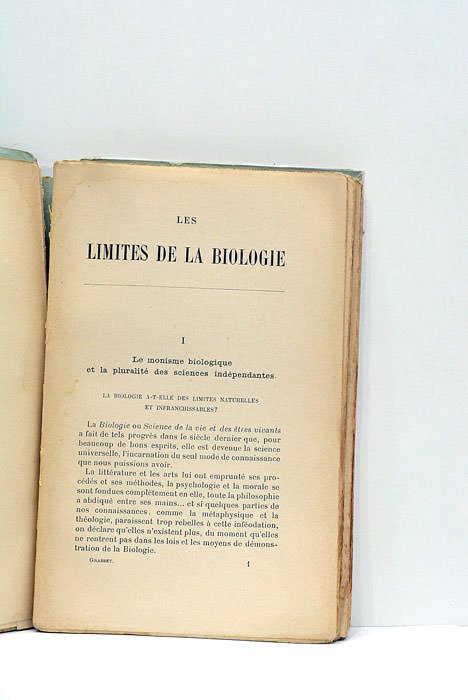 LES
LIMITES DE LA BIOLOGIE
I
Le monisme biologique
et la pluralité des sciences indépendantes.
LA BIOLOGIE A-T-ELLE DES LIMITES NATURELLES
ET INFRANCHISSABLES?
La Biologie ou Science de la vie et des êtres vivants
a fait de tels progrès dans le siècle dernier que, pour
beaucoup de bons esprits, elle est devenue la science
universelle, l'incarnation du seul mode de connaissance
que nous puissions avoir.
La littérature et les arts lui ont emprunté ses pro-
cédés et ses méthodes, la psychologie et la morale se
sont fondues complètement en elle, toute la philosophie
a abdiqué entre ses mains... et si quelques parties de
nos connaissances, comme la métaphysique et la
théologie, paraissent trop rebelles à cette inféodation,
on déclare qu'elles n'existent plus, du moment qu'elles
ne rentrent pas dans les lois et les moyens de démons-
tration de la Biologie.
GRASSET. 1